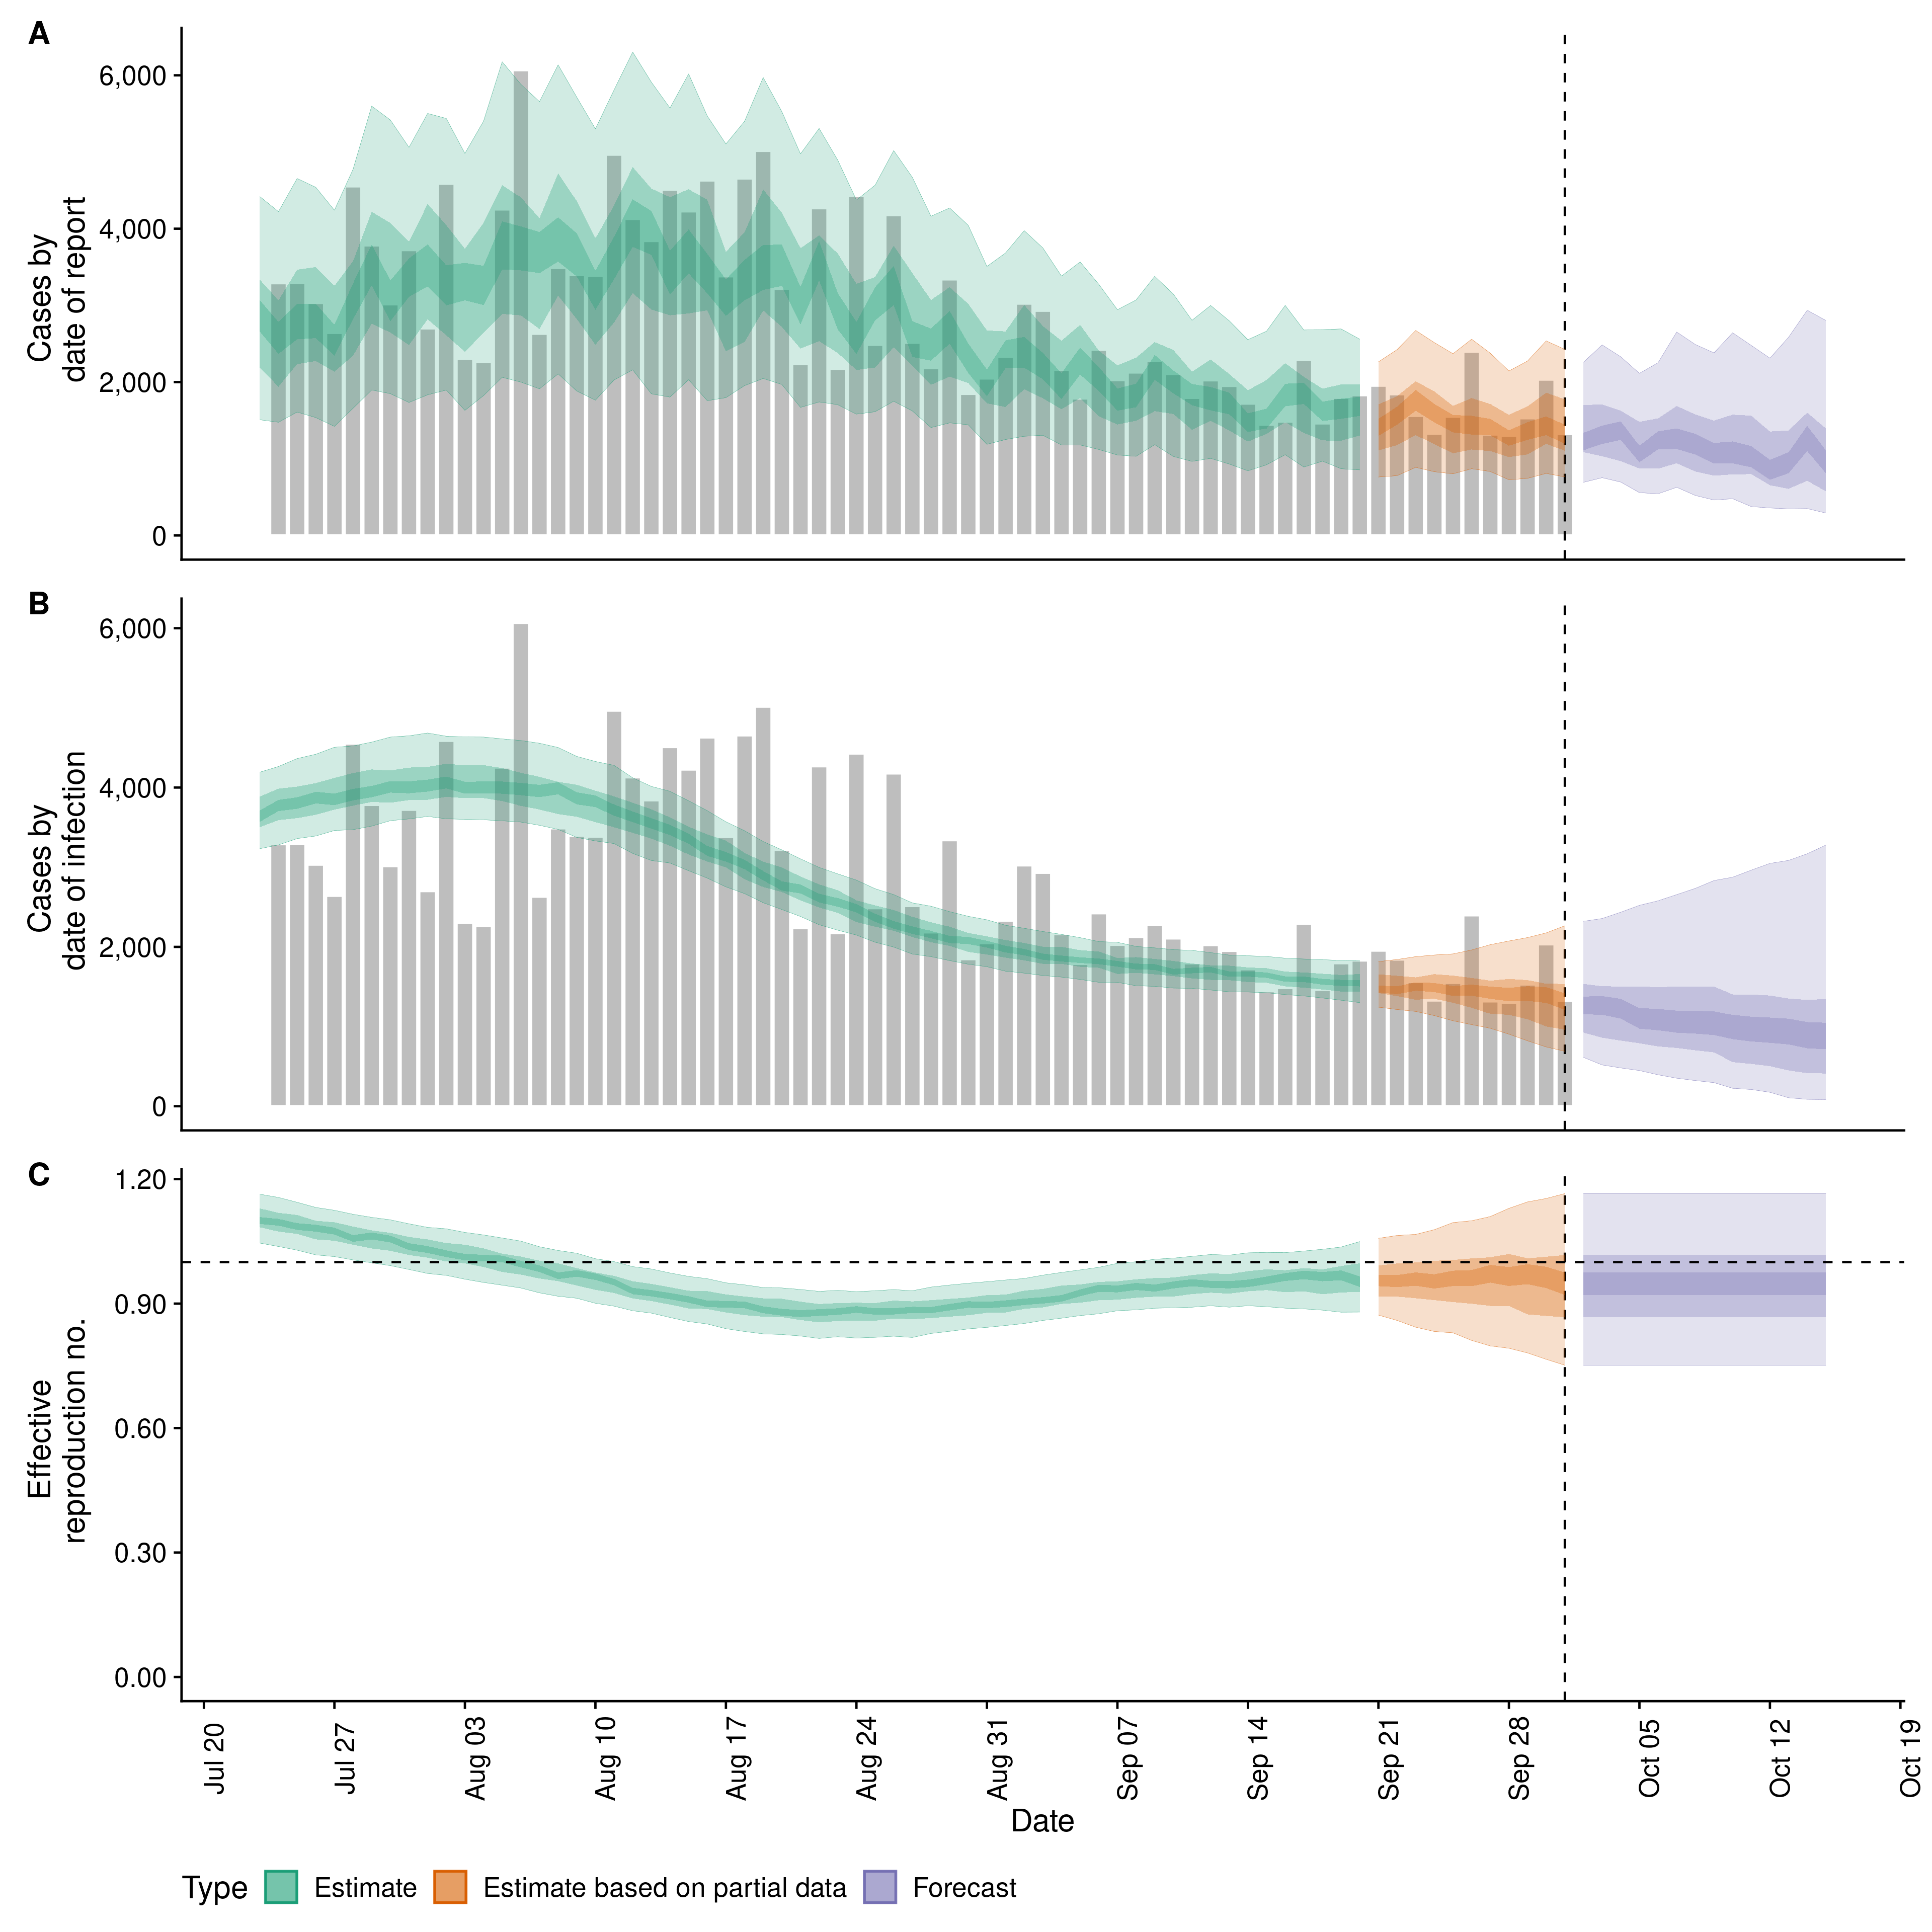 A
Cases by
date of report
6,000
4,000
2,000
0
B
Cases by
date of infection
6,000
4,000
2,000
0
C
Effective
reproduction no.
1.20
0.90
0.60
0.30
0.00
Jul 20
Jul 27
Aug 03
Aug 10
Aug 17
Aug 24
Aug 31
Sep 07
Sep 14
Sep 21
Sep 28
Oct 05
Oct 12
Oct 19
Date
Type
Estimate
Estimate based on partial data
Forecast